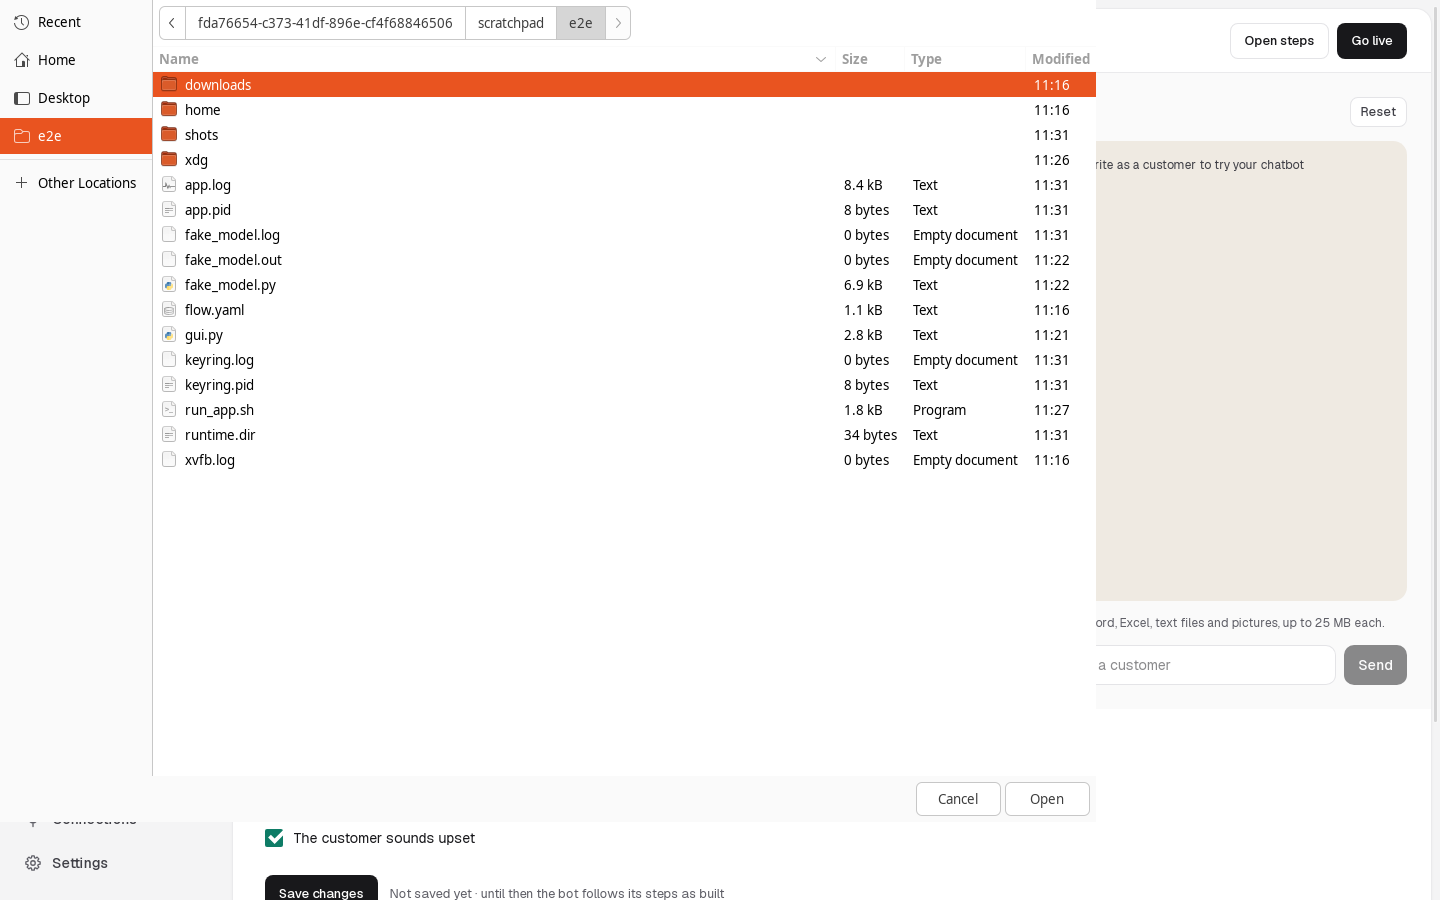 Recent
Home
Desktop
e2e
Other Locations
fda76654-c373-41df-896e-cf4f68846506 scratchpad e2e
Name Size Type Modified
downloads 11:16
home 11:16
shots 11:31
xdg 11:26
app.log 8.4 kB Text 11:31
app.pid 8 bytes Text 11:31
fake_model.log 0 bytes Empty document 11:31
fake_model.out 0 bytes Empty document 11:22
fake_model.py 6.9 kB Text 11:22
flow.yaml 1.1 kB Text 11:16
gui.py 2.8 kB Text 11:21
keyring.log 0 bytes Empty document 11:31
keyring.pid 8 bytes Text 11:31
run_app.sh 1.8 kB Program 11:27
runtime.dir 34 bytes Text 11:31
xvfb.log 0 bytes Empty document 11:16
Cancel Open
Open steps Go live
Reset
rite as a customer to try your chatbot
ord, Excel, text files and pictures, up to 25 MB each.
a customer Send
Connections
Settings
The customer sounds upset
Save changes Not saved yet · until then the bot follows its steps as built